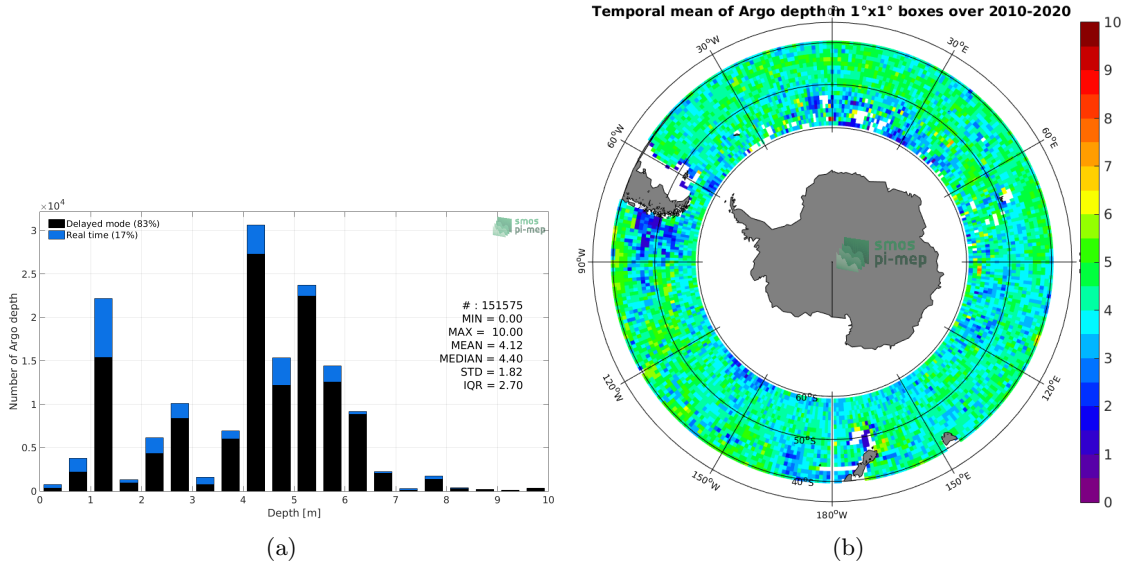 ×10⁴
Delayed mode (83%)
Real time (17%)
smos
pi-mep
3
2.5
2
1.5
1
0.5
0
Number of Argo depth
# : 151575
MIN = 0.00
MAX = 10.00
MEAN = 4.12
MEDIAN = 4.40
STD = 1.82
IQR = 2.70
0 1 2 3 4 5 6 7 8 9 10
Depth [m]
(a)
Temporal mean of Argo depth in 1°x1° boxes over 2010-2020
30°W
30°E
60°W
60°E
90°W
120°W
120°E
150°W
150°E
180°W
60°S
50°S
40°S
smos
pi-mep
10
9
8
7
6
5
4
3
2
1
0
(b)